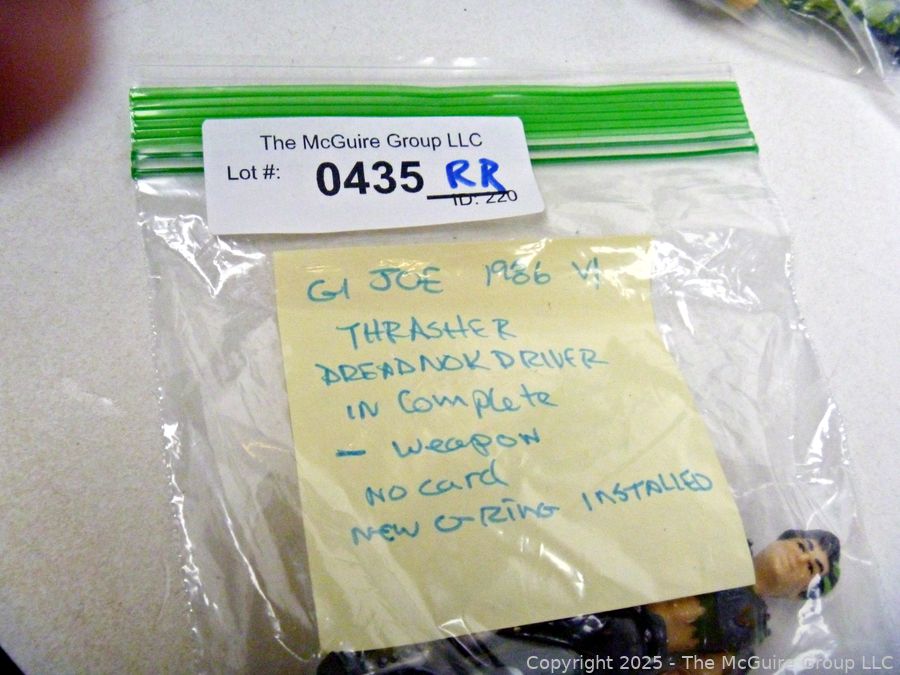 The McGuire Group LLC
Lot #: 0435 RR
ID: 220
GI JOE 1986 V1
THRASHER
DREADNOK DRIVER
IN Complete
- weapon
NO card
NEW O-RING INSTALLED
Copyright 2025 - The McGuire Group LLC